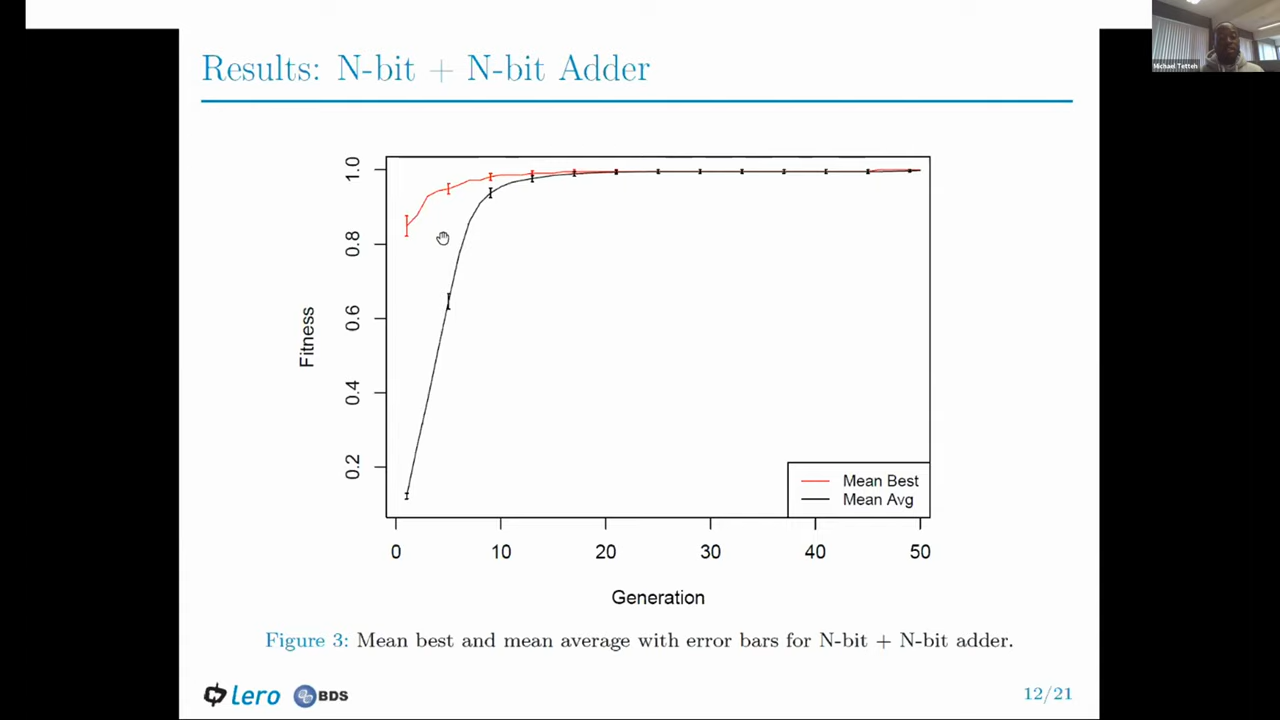 Michael Tetteh
Results: N-bit + N-bit Adder
1.0
0.8
0.6
0.4
0.2
Fitness
Mean Best
Mean Avg
0 10 20 30 40 50
Generation
Figure 3: Mean best and mean average with error bars for N-bit + N-bit adder.
Lero BDS
12/21